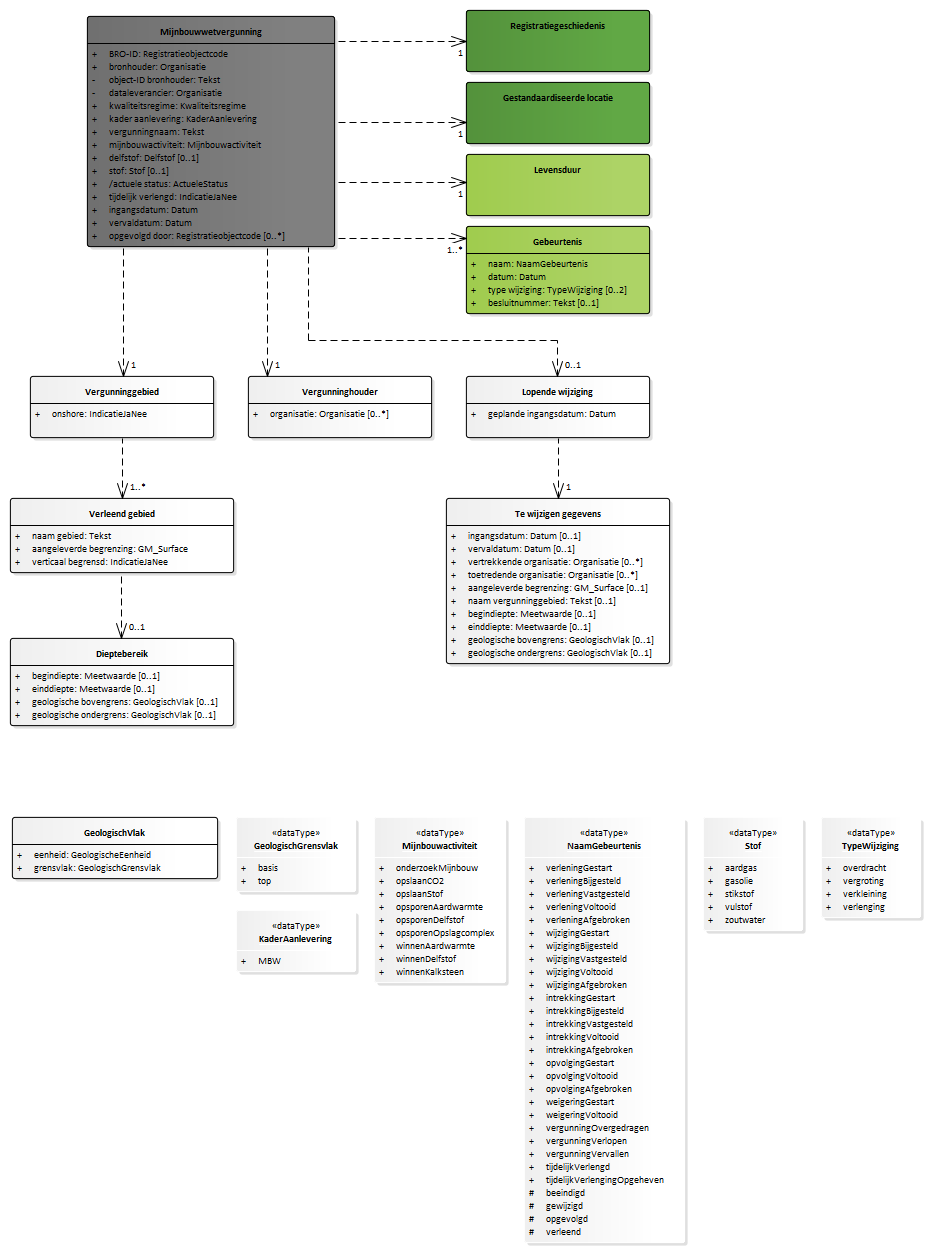 Mijnbouwwetvergunning
+ BRO-ID: Registratieobjectcode
+ bronhouder: Organisatie
- object-ID bronhouder: Tekst
- dataleverancier: Organisatie
+ kwaliteitsregime: Kwaliteitsregime
+ kader aanlevering: KaderAanlevering
+ vergunningnaam: Tekst
+ mijnbouwactiviteit: Mijnbouwactiviteit
+ delfstof: Delfstof [0..1]
+ stof: Stof [0..1]
+ /actuele status: ActueleStatus
+ tijdelijk verlengd: IndicatieJaNee
+ ingangsdatum: Datum
+ vervaldatum: Datum
+ opgevolgd door: Registratieobjectcode [0..*]
Registratiegeschiedenis
1
Gestandaardiseerde locatie
1
Levensduur
1
Gebeurtenis
+ naam: NaamGebeurtenis
+ datum: Datum
+ type wijziging: TypeWijziging [0..2]
+ besluitnummer: Tekst [0..1]
1..*
1
1
0..1
Vergunninggebied
+ onshore: IndicatieJaNee
Vergunninghouder
+ organisatie: Organisatie [0..*]
Lopende wijziging
+ geplande ingangsdatum: Datum
1..*
1
Verleend gebied
+ naam gebied: Tekst
+ aangeleverde begrenzing: GM_Surface
+ verticaal begrensd: IndicatieJaNee
0..1
Dieptebereik
+ begindiepte: Meetwaarde [0..1]
+ einddiepte: Meetwaarde [0..1]
+ geologische bovengrens: GeologischVlak [0..1]
+ geologische ondergrens: GeologischVlak [0..1]
Te wijzigen gegevens
+ ingangsdatum: Datum [0..1]
+ vervaldatum: Datum [0..1]
+ vertrekkende organisatie: Organisatie [0..*]
+ toetredende organisatie: Organisatie [0..*]
+ aangeleverde begrenzing: GM_Surface [0..1]
+ naam vergunninggebied: Tekst [0..1]
+ begindiepte: Meetwaarde [0..1]
+ einddiepte: Meetwaarde [0..1]
+ geologische bovengrens: GeologischVlak [0..1]
+ geologische ondergrens: GeologischVlak [0..1]
GeologischVlak
+ eenheid: GeologischeEenheid
+ grensvlak: GeologischGrensvlak
«dataType»
GeologischGrensvlak
+ basis
+ top
«dataType»
KaderAanlevering
+ MBW
«dataType»
Mijnbouwactiviteit
+ onderzoekMijnbouw
+ opslaanCO2
+ opslaanStof
+ opsporenAardwarmte
+ opsporenDelfstof
+ opsporenOpslagcomplex
+ winnenAardwarmte
+ winnenDelfstof
+ winnenKalksteen
«dataType»
NaamGebeurtenis
+ verleningGestart
+ verleningBijgesteld
+ verleningVastgesteld
+ verleningVoltooid
+ verleningAfgebroken
+ wijzigingGestart
+ wijzigingBijgesteld
+ wijzigingVastgesteld
+ wijzigingVoltooid
+ wijzigingAfgebroken
+ intrekkingGestart
+ intrekkingBijgesteld
+ intrekkingVastgesteld
+ intrekkingVoltooid
+ intrekkingAfgebroken
+ opvolgingGestart
+ opvolgingVoltooid
+ opvolgingAfgebroken
+ weigeringGestart
+ weigeringVoltooid
+ vergunningOvergedragen
+ vergunningVerlopen
+ vergunningVervallen
+ tijdelijkVerlengd
+ tijdelijkVerlengingOpgeheven
# beeindigd
# gewijzigd
# opgevolgd
# verleend
«dataType»
Stof
+ aardgas
+ gasolie
+ stikstof
+ vulstof
+ zoutwater
«dataType»
TypeWijziging
+ overdracht
+ vergroting
+ verkleining
+ verlenging